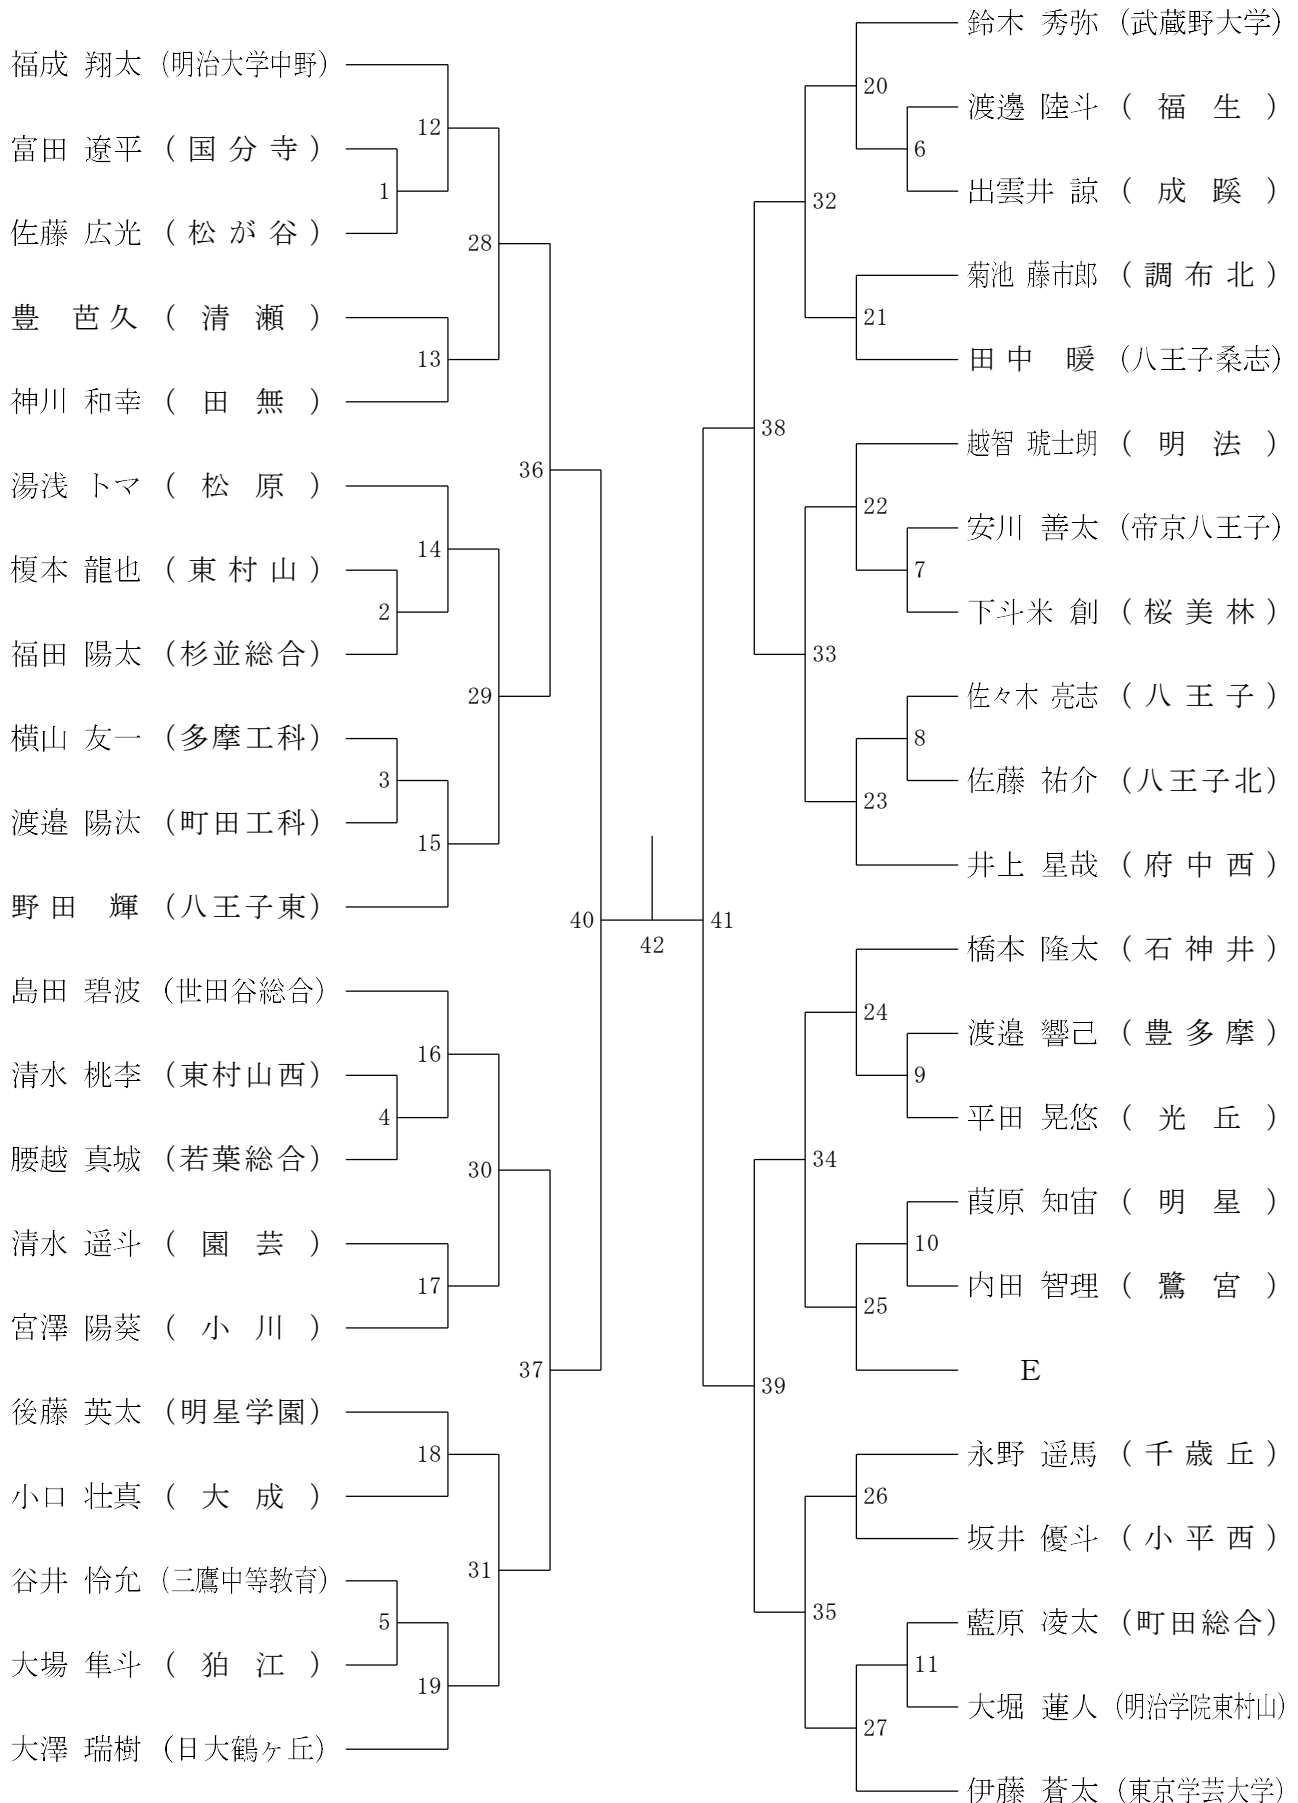 福成 翔太 (明治大学中野)
富田 遼平 (国分寺)
佐藤 広光 (松が谷)
豊 芭久 (清瀬)
神川 和幸 (田無)
湯浅 トマ (松原)
榎本 龍也 (東村山)
福田 陽太 (杉並総合)
横山 友一 (多摩工科)
渡邉 陽汰 (町田工科)
野田 輝 (八王子東)
島田 碧波 (世田谷総合)
清水 桃李 (東村山西)
腰越 真城 (若葉総合)
清水 遥斗 (園芸)
宮澤 陽葵 (小川)
後藤 英太 (明星学園)
小口 壮真 (大成)
谷井 怜允 (三鷹中等教育)
大場 隼斗 (狛江)
大澤 瑞樹 (日大鶴ヶ丘)
1
2
3
4
5
12
13
14
15
16
17
18
19
28
29
30
31
36
37
40
42
41
38
39
32
33
34
35
20
21
22
23
24
25
26
27
6
7
8
9
10
11
鈴木 秀弥 (武蔵野大学)
渡邊 陸斗 (福生)
出雲井 諒 (成蹊)
菊池 藤市郎 (調布北)
田中 暖 (八王子桑志)
越智 琥士朗 (明法)
安川 善太 (帝京八王子)
下斗米 創 (桜美林)
佐々木 亮志 (八王子)
佐藤 祐介 (八王子北)
井上 星哉 (府中西)
橋本 隆太 (石神井)
渡邉 響己 (豊多摩)
平田 晃悠 (光丘)
葭原 知宙 (明星)
内田 智理 (鷺宮)
E
永野 遥馬 (千歳丘)
坂井 優斗 (小平西)
藍原 凌太 (町田総合)
大堀 蓮人 (明治学院東村山)
伊藤 蒼太 (東京学芸大学)